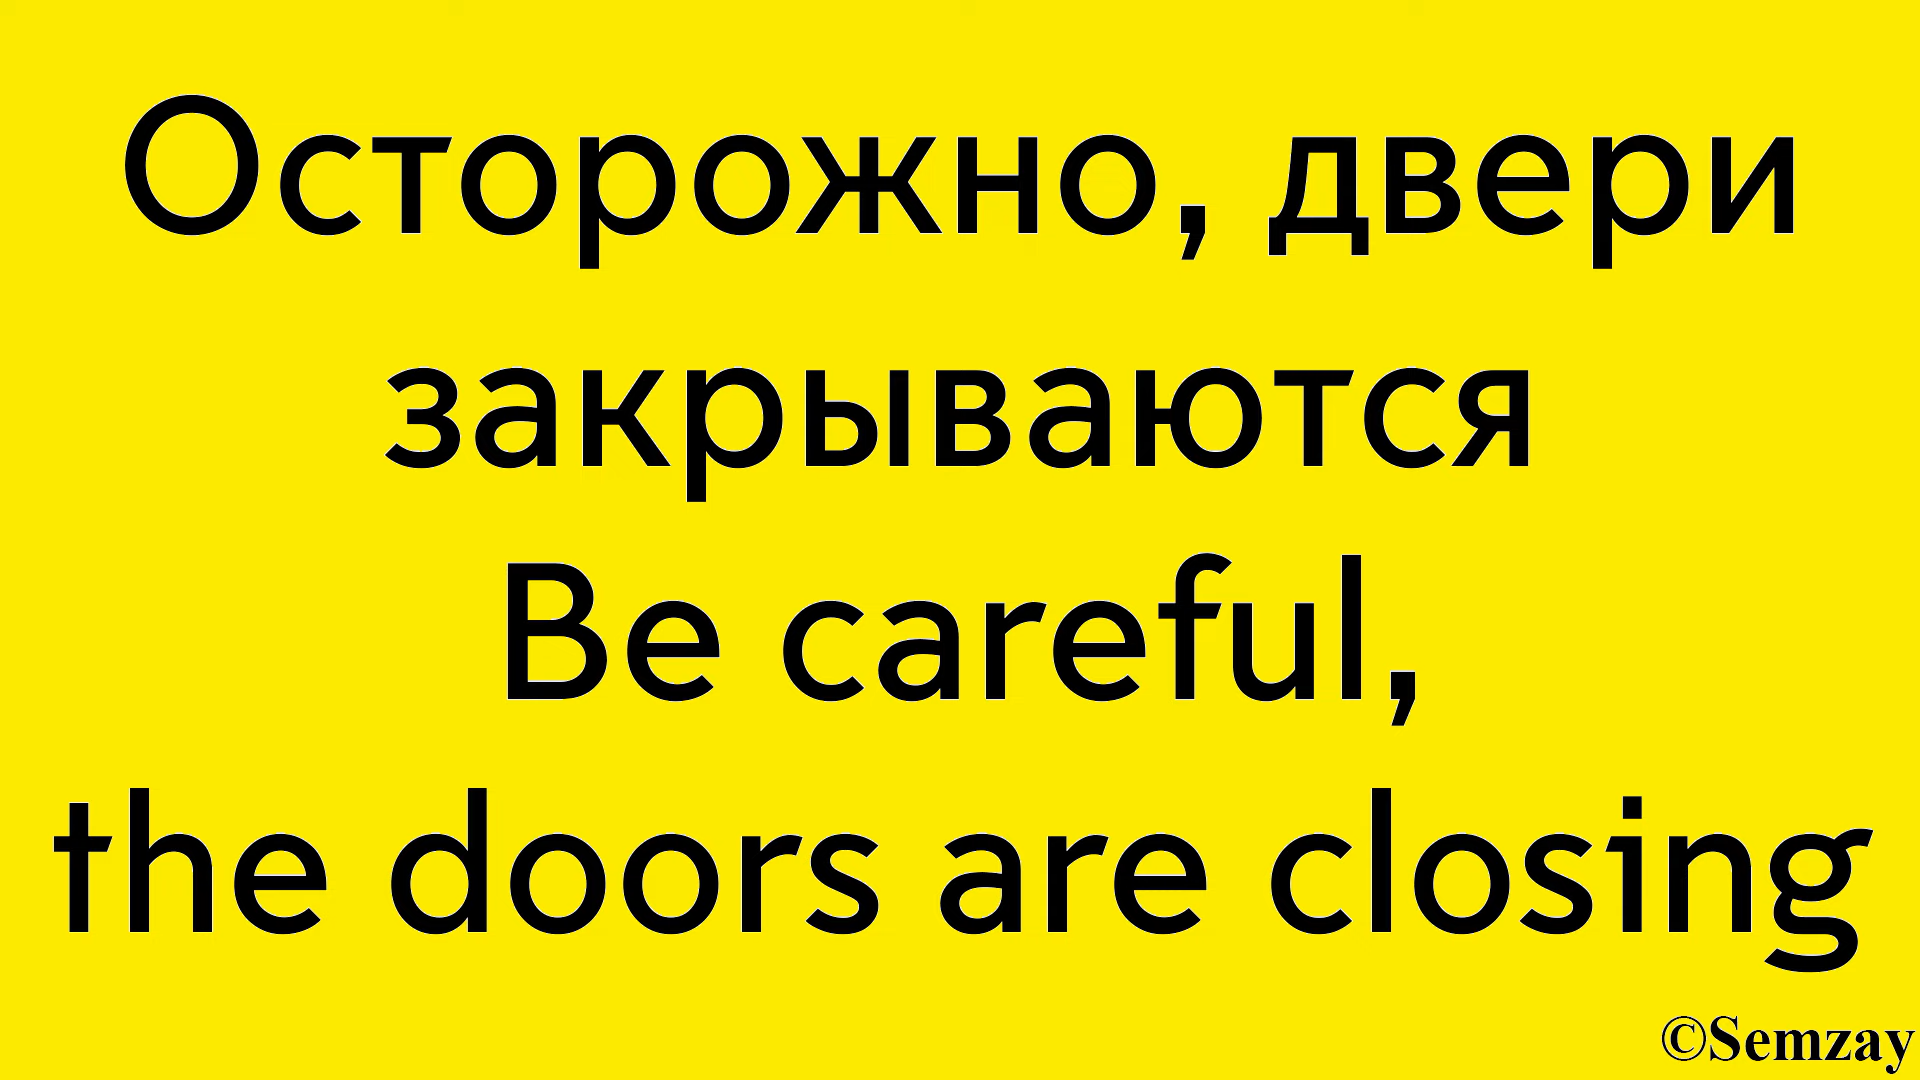 Осторожно, двери
закрываются
Be careful,
the doors are closing
©Semzay